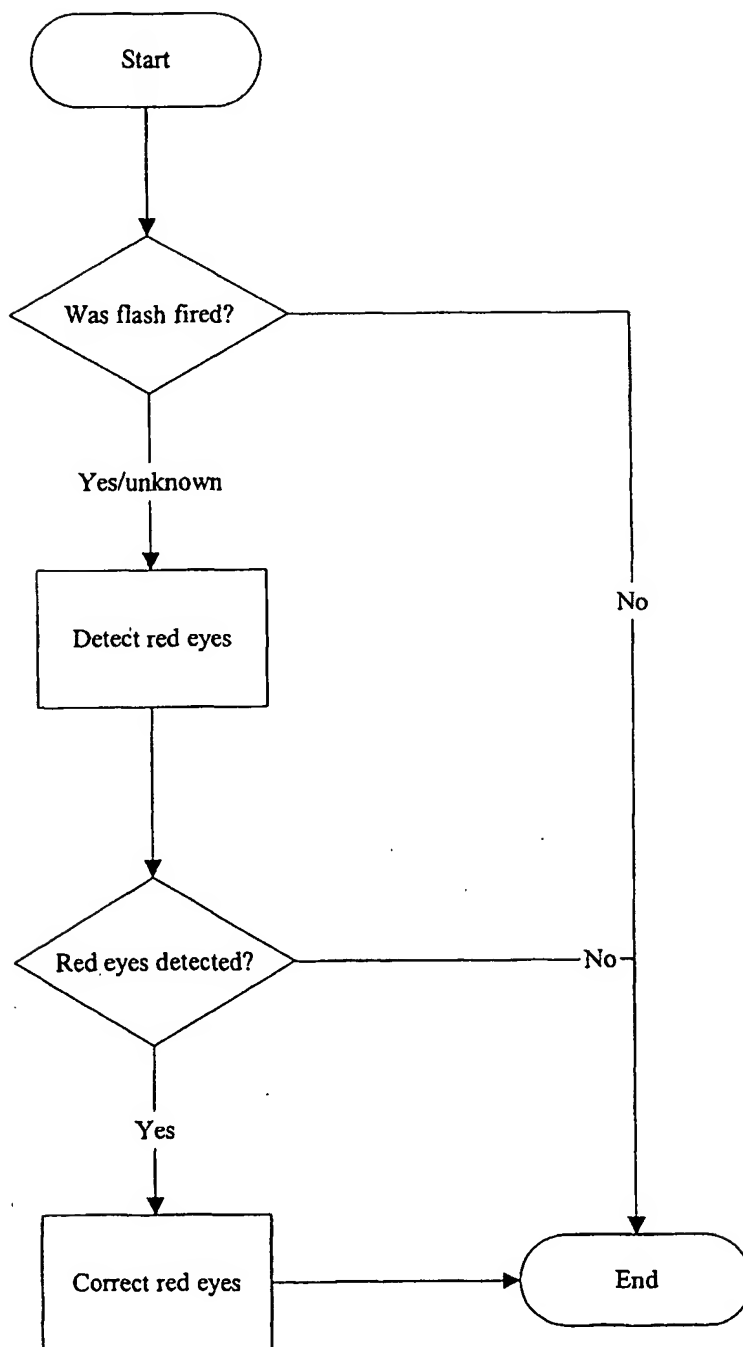 Start
Was flash fired?
Yes/unknown
Detect red eyes
No
Red eyes detected?
No
Yes
Correct red eyes
End